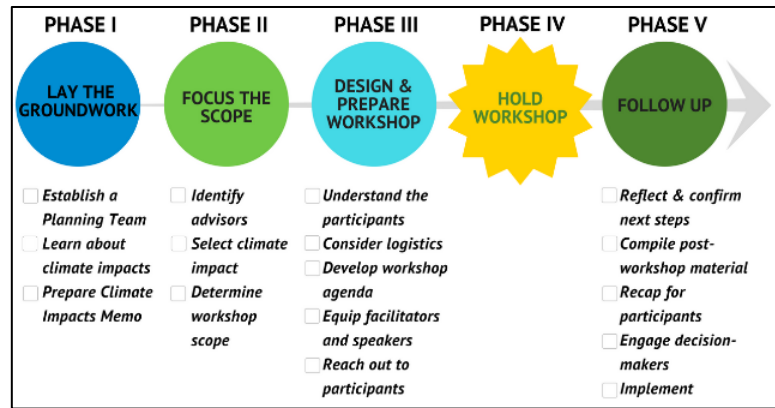 PHASE I
PHASE II
PHASE III
PHASE IV
PHASE V
LAY THE
GROUNDWORK
FOCUS THE
SCOPE
DESIGN &
PREPARE
WORKSHOP
HOLD
WORKSHOP
FOLLOW UP
Establish a
Planning Team
Learn about
climate impacts
Prepare Climate
Impacts Memo
Identify
advisors
Select climate
impact
Determine
workshop
scope
Understand the
participants
Consider logistics
Develop workshop
agenda
Equip facilitators
and speakers
Reach out to
participants
Reflect & confirm
next steps
Compile post-
workshop material
Recap for
participants
Engage decision-
makers
Implement